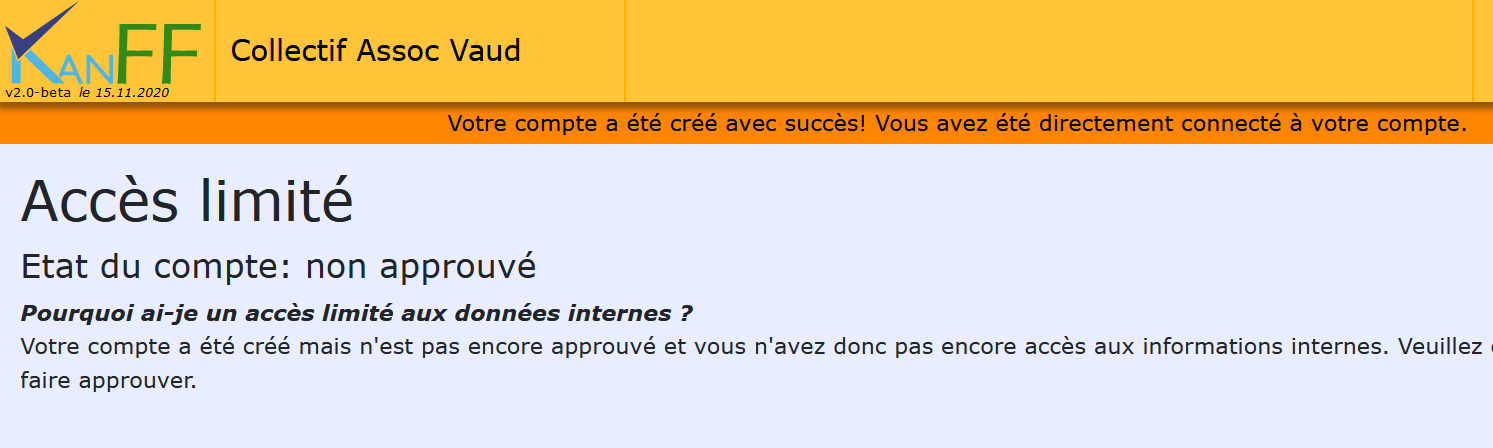 KANFF
Collectif Assoc Vaud
v2.0-beta le 15.11.2020
Votre compte a été créé avec succès! Vous avez été directement connecté à votre compte.
Accès limité
Etat du compte: non approuvé
Pourquoi ai-je un accès limité aux données internes ?
Votre compte a été créé mais n'est pas encore approuvé et vous n'avez donc pas encore accès aux informations internes. Veuillez
faire approuver.